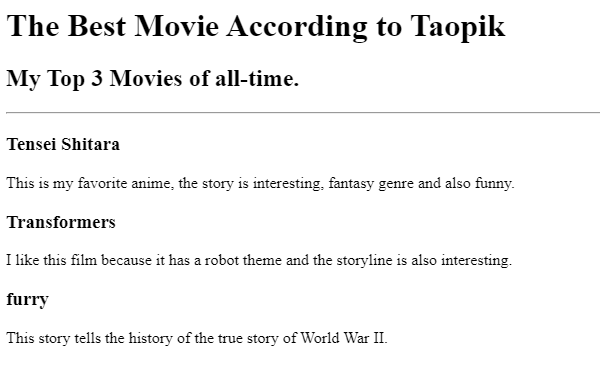 The Best Movie According to Taopik
My Top 3 Movies of all-time.
Tensei Shitara
This is my favorite anime, the story is interesting, fantasy genre and also funny.
Transformers
I like this film because it has a robot theme and the storyline is also interesting.
furry
This story tells the history of the true story of World War II.